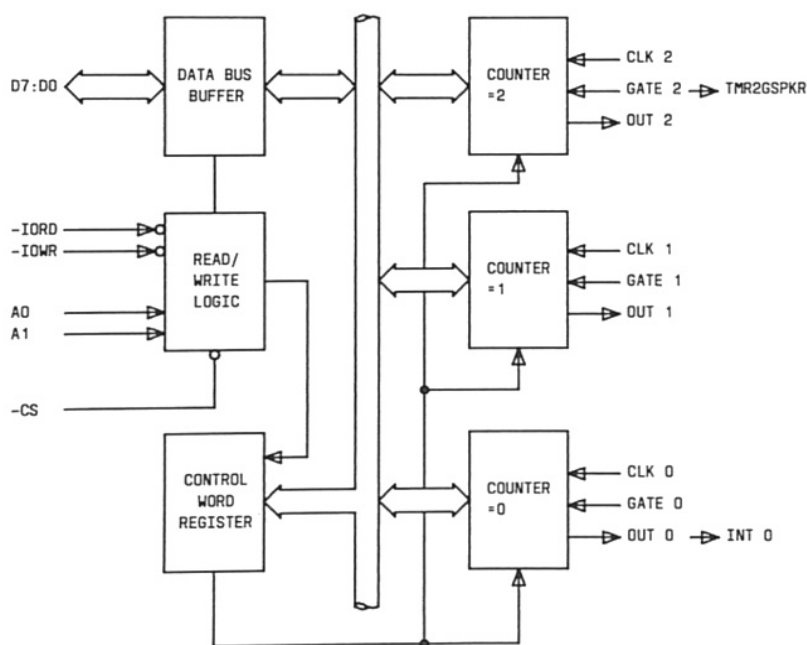 D7:D0
DATA BUS
BUFFER
COUNTER
=2
CLK 2
GATE 2
TMR2GSPKR
OUT 2
-IORD
-IOWR
READ/
WRITE
LOGIC
A0
A1
-CS
COUNTER
=1
CLK 1
GATE 1
OUT 1
CONTROL
WORD
REGISTER
COUNTER
=0
CLK 0
GATE 0
OUT 0
INT 0